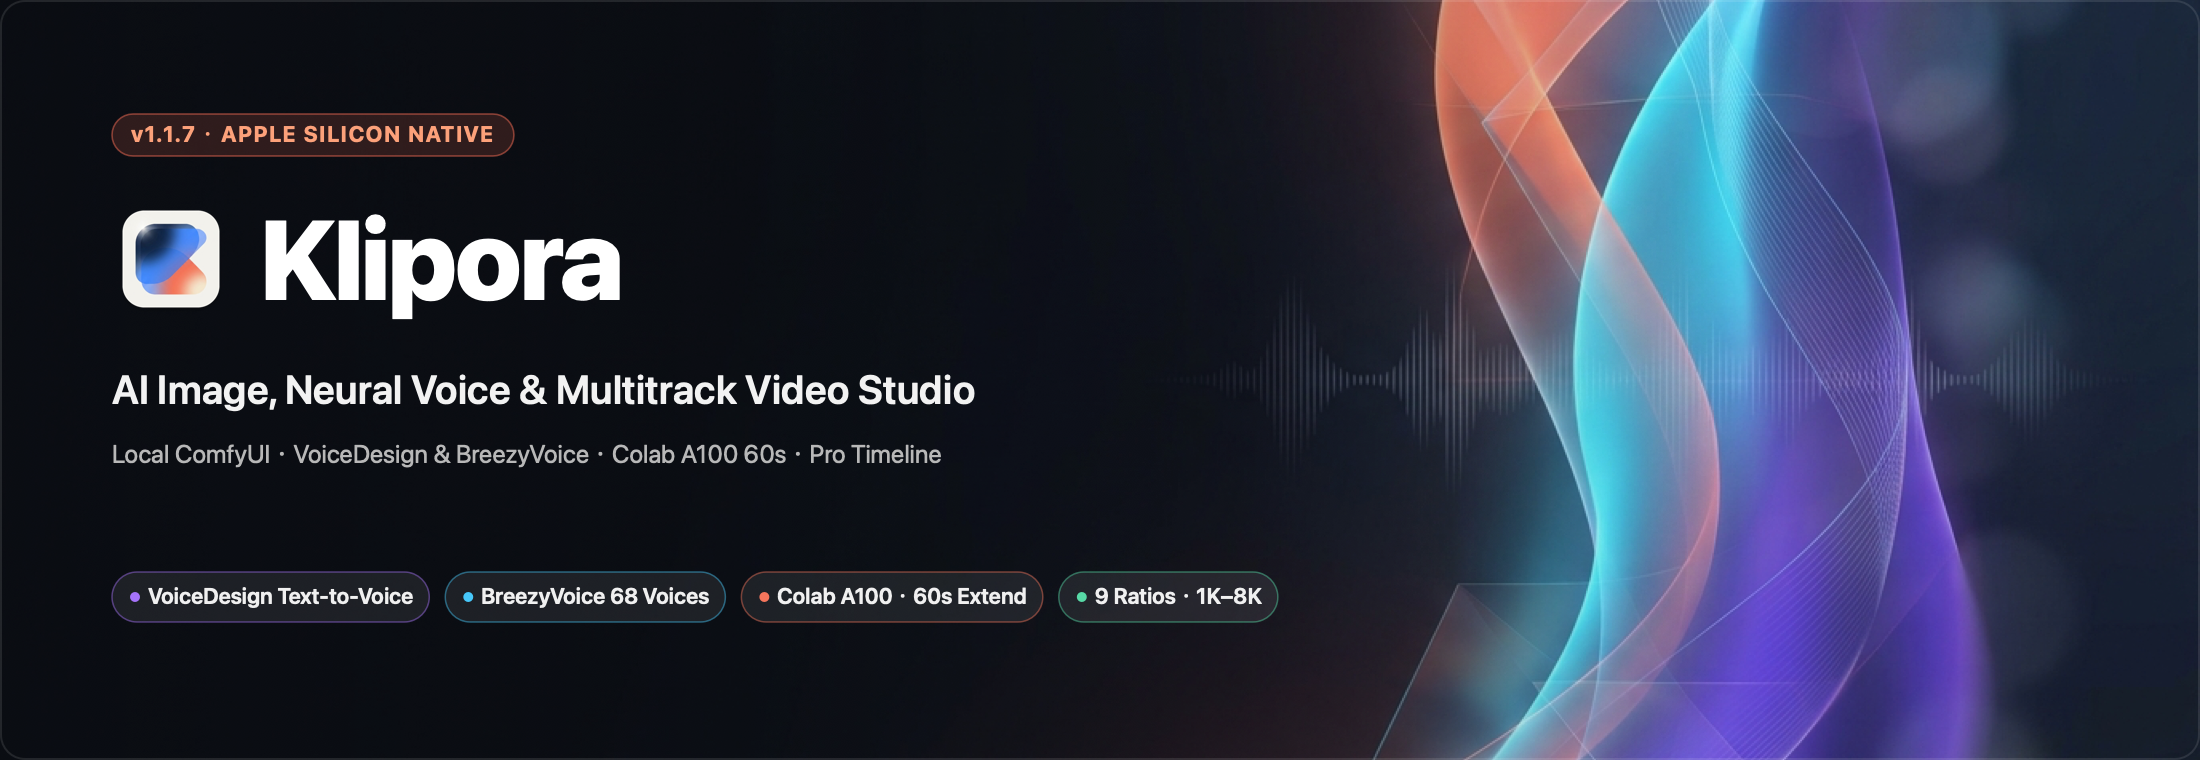 v1.1.7 · APPLE SILICON NATIVE
Klipora
AI Image, Neural Voice & Multitrack Video Studio
Local ComfyUI · VoiceDesign & BreezyVoice · Colab A100 60s · Pro Timeline
VoiceDesign Text-to-Voice
BreezyVoice 68 Voices
Colab A100 · 60s Extend
9 Ratios · 1K–8K